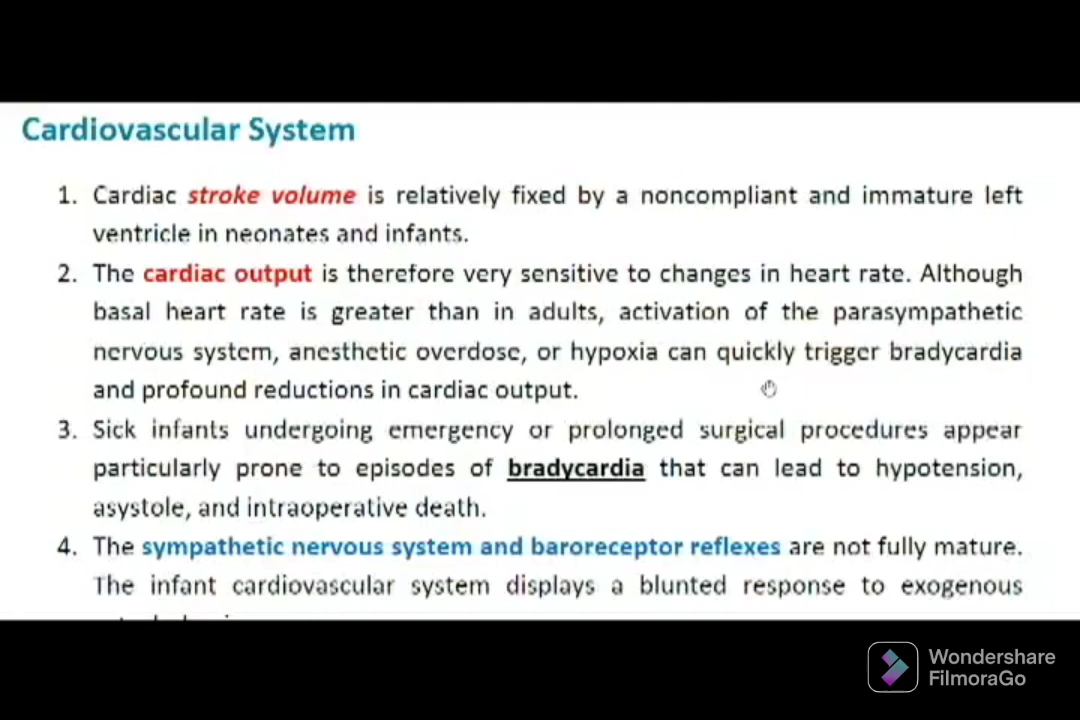 Cardiovascular System
1. Cardiac stroke volume is relatively fixed by a noncompliant and immature left
ventricle in neonates and infants.
2. The cardiac output is therefore very sensitive to changes in heart rate. Although
basal heart rate is greater than in adults, activation of the parasympathetic
nervous system, anesthetic overdose, or hypoxia can quickly trigger bradycardia
and profound reductions in cardiac output.
3. Sick infants undergoing emergency or prolonged surgical procedures appear
particularly prone to episodes of bradycardia that can lead to hypotension,
asystole, and intraoperative death.
4. The sympathetic nervous system and baroreceptor reflexes are not fully mature.
The infant cardiovascular system displays a blunted response to exogenous
Wondershare
FilmoraGo